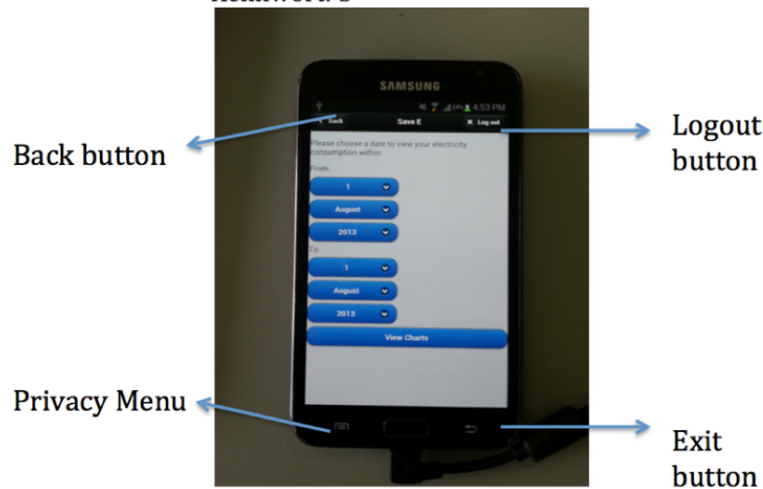 SAMSUNG
24% 4:53 PM
Back Save E Log out
Please choose a date to view your electricity
consumption within:
From:
1
August
2013
To:
1
August
2013
View Charts
Back button
Logout
button
Privacy Menu
Exit
button